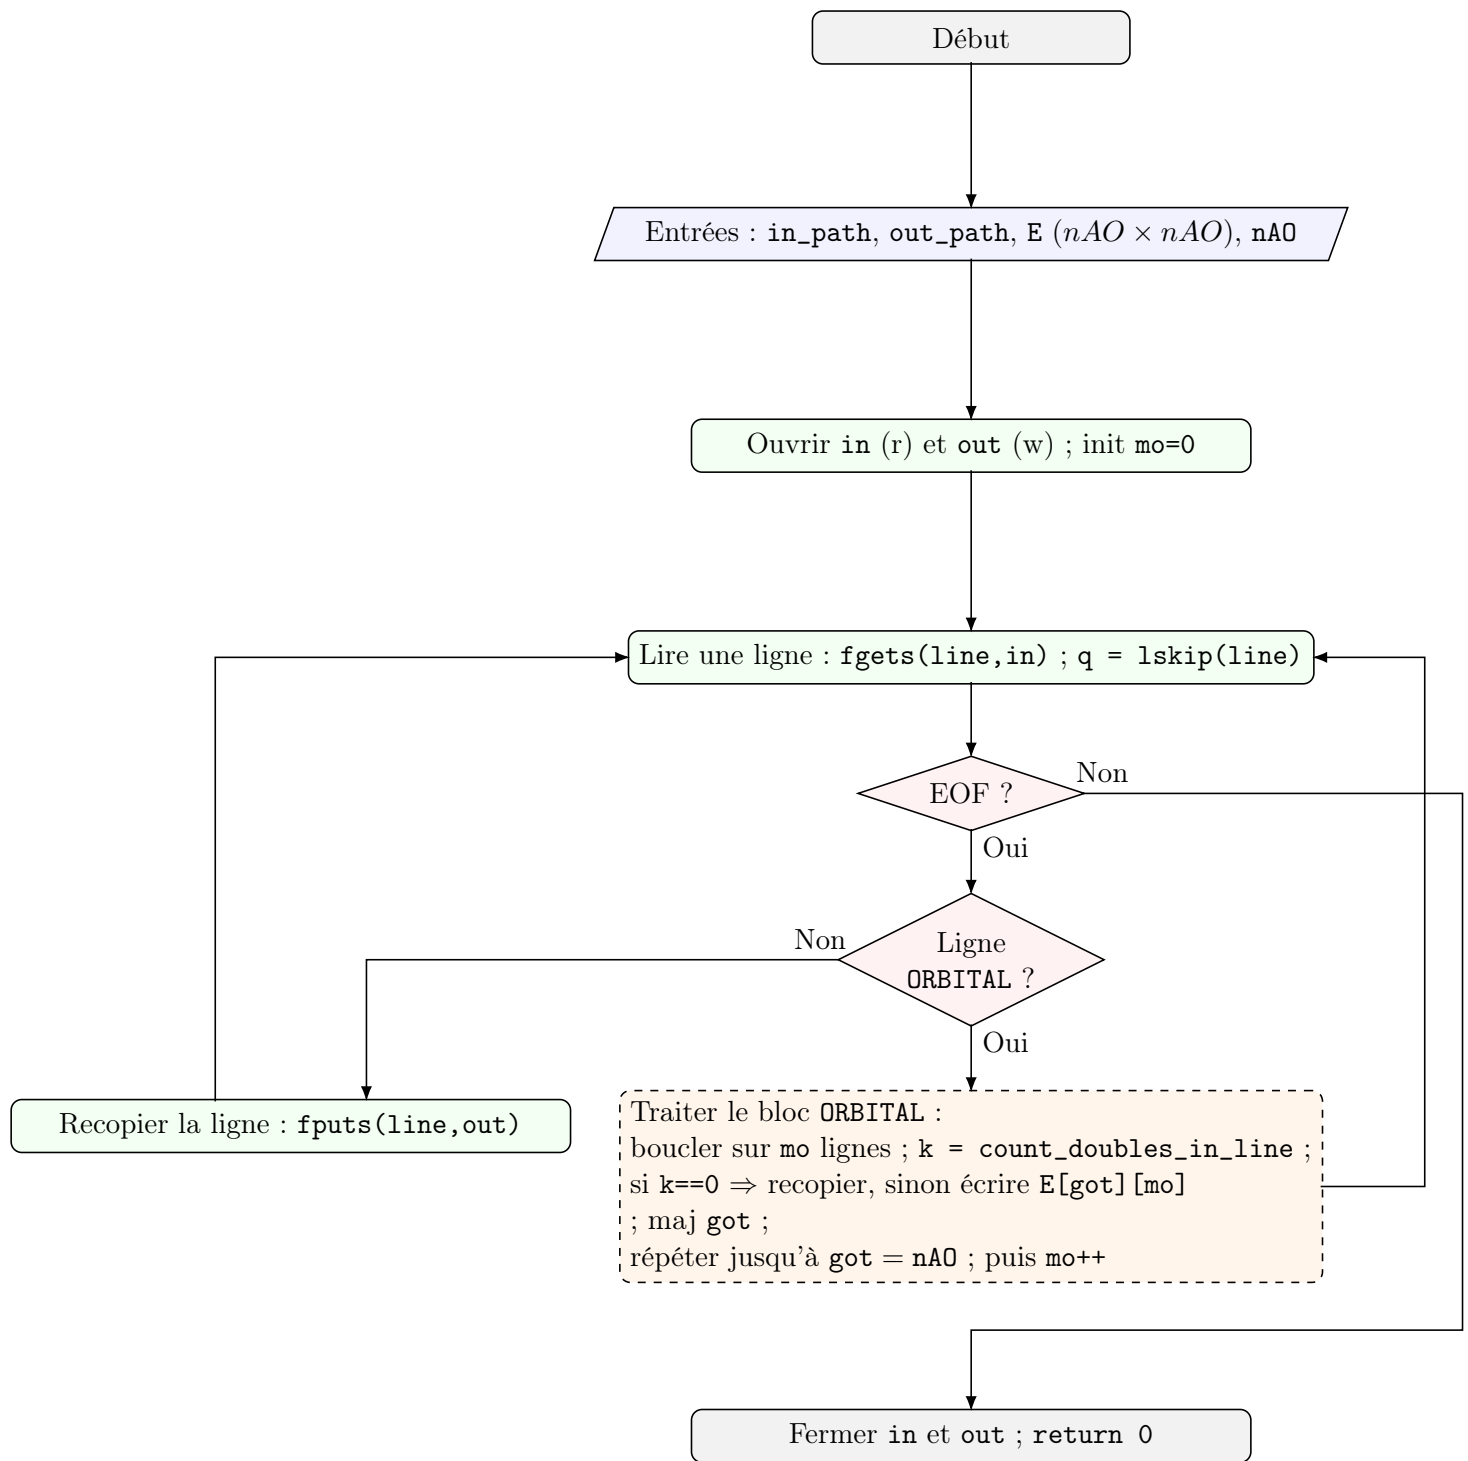 Début
Entrées : in_path, out_path, E (nAO × nAO), nAO
Ouvrir in (r) et out (w) ; init mo=0
Lire une ligne : fgets(line,in) ; q = lskip(line)
EOF ?
Non
Oui
Ligne
ORBITAL ?
Non
Oui
Recopier la ligne : fputs(line,out)
Traiter le bloc ORBITAL :
boucler sur mo lignes ; k = count_doubles_in_line ;
si k==0 ⇒ recopier, sinon écrire E[got][mo]
; maj got ;
répéter jusqu'à got = nAO ; puis mo++
Fermer in et out ; return 0